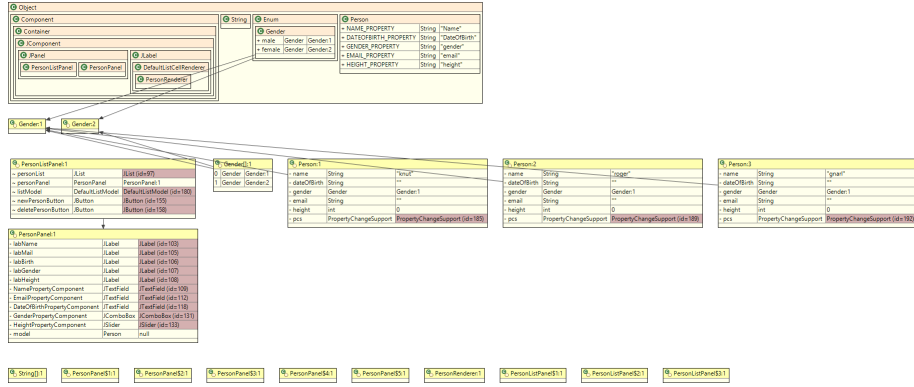 Object
Component
Container
JComponent
JPanel
PersonListPanel
PersonPanel
JLabel
DefaultListCellRenderer
PersonRenderer
String
Enum
Gender
+ male Gender Gender:1
+ female Gender Gender:2
Person
+ NAME_PROPERTY String "Name"
+ DATEOFBIRTH_PROPERTY String "DateOfBirth"
+ GENDER_PROPERTY String "gender"
+ EMAIL_PROPERTY String "email"
+ HEIGHT_PROPERTY String "height"
Gender:1
Gender:2
PersonListPanel:1
~ personList JList JList (id=97)
~ personPanel PersonPanel PersonPanel:1
~ listModel DefaultListModel DefaultListModel (id=180)
~ newPersonButton JButton JButton (id=155)
~ deletePersonButton JButton JButton (id=158)
Gender[]:1
0 Gender Gender:1
1 Gender Gender:2
Person:1
- name String "knut"
- dateOfBirth String ""
- gender Gender Gender:1
- email String ""
- height int 0
- pcs PropertyChangeSupport PropertyChangeSupport (id=185)
Person:2
- name String "roger"
- dateOfBirth String ""
- gender Gender Gender:1
- email String ""
- height int 0
- pcs PropertyChangeSupport PropertyChangeSupport (id=189)
Person:3
- name String "gnarl"
- dateOfBirth String ""
- gender Gender Gender:1
- email String ""
- height int 0
- pcs PropertyChangeSupport PropertyChangeSupport (id=192)
PersonPanel:1
- labName JLabel JLabel (id=103)
- labMail JLabel JLabel (id=105)
- labBirth JLabel JLabel (id=106)
- labGender JLabel JLabel (id=107)
- labHeight JLabel JLabel (id=108)
- NamePropertyComponent JTextField JTextField (id=109)
- EmailPropertyComponent JTextField JTextField (id=112)
- DateOfBirthPropertyComponent JTextField JTextField (id=118)
- GenderPropertyComponent JComboBox JComboBox (id=131)
- HeightPropertyComponent JSlider JSlider (id=133)
- model Person null
String[]:1
PersonPanel$1:1
PersonPanel$2:1
PersonPanel$3:1
PersonPanel$4:1
PersonPanel$5:1
PersonRenderer:1
PersonListPanel$1:1
PersonListPanel$2:1
PersonListPanel$3:1